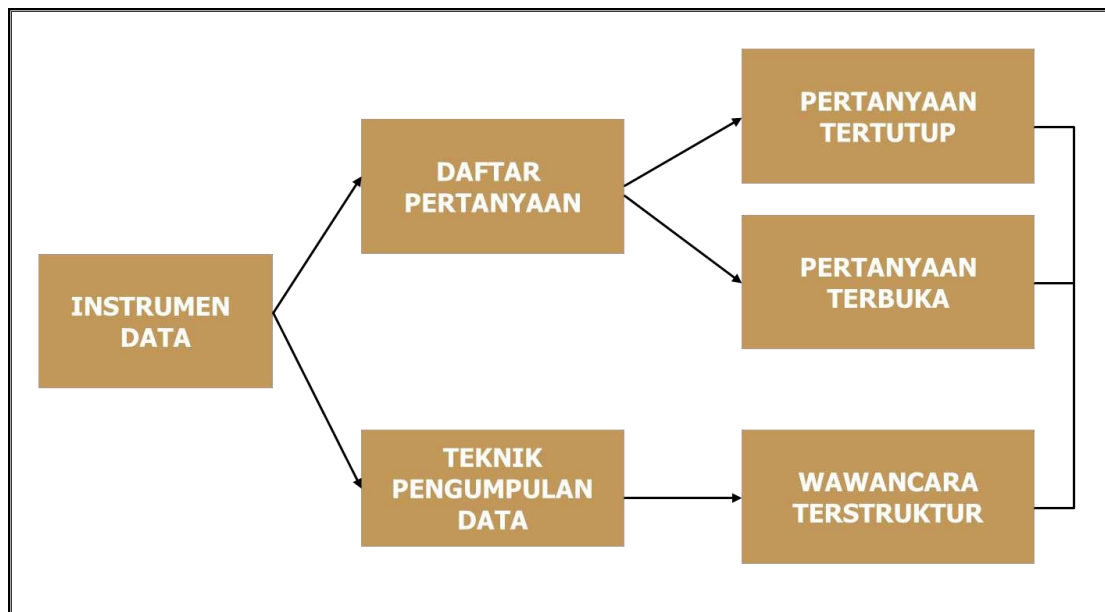 INSTRUMEN
DATA
DAFTAR
PERTANYAAN
TEKNIK
PENGUMPULAN
DATA
PERTANYAAN
TERTUTUP
PERTANYAAN
TERBUKA
WAWANCARA
TERSTRUKTUR